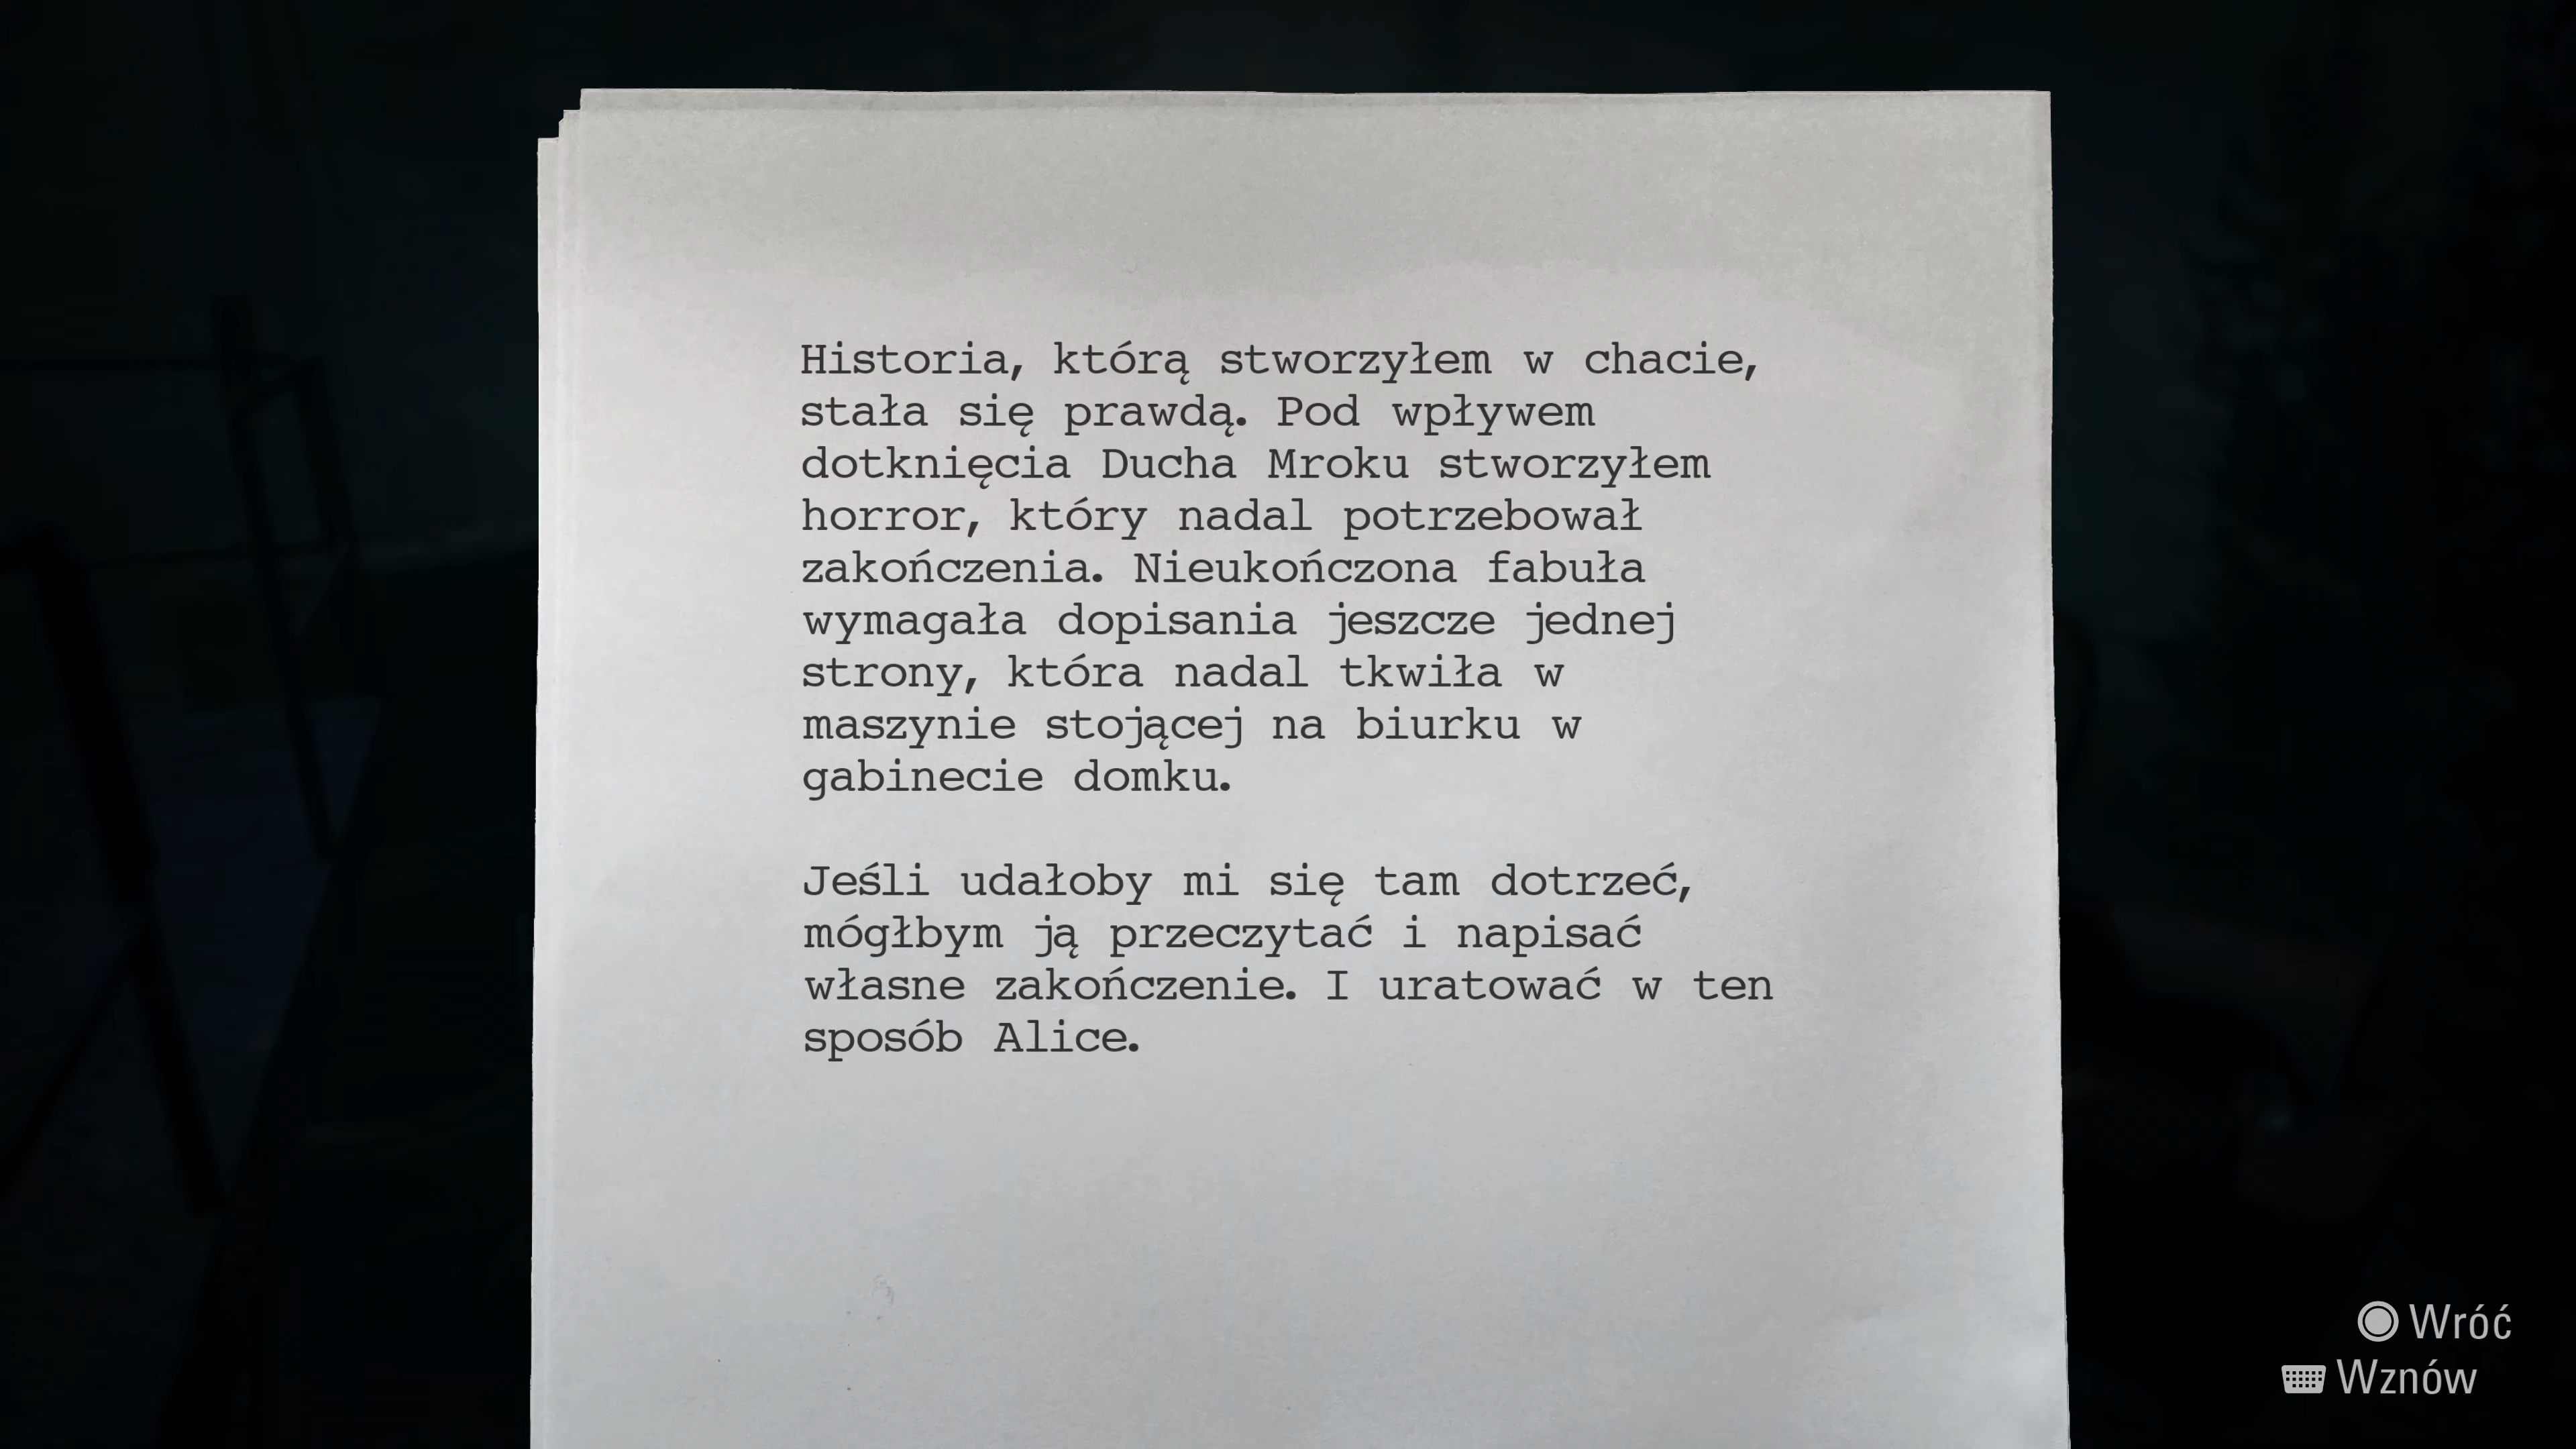 Historia, którą stworzyłem w chacie,
stała się prawdą. Pod wpływem
dotknięcia Ducha Mroku stworzyłem
horror, który nadal potrzebował
zakończenia. Nieukończona fabuła
wymagała dopisania jeszcze jednej
strony, która nadal tkwiła w
maszynie stojącej na biurku w
gabinecie domku.
Jeśli udałoby mi się tam dotrzeć,
mógłbym ją przeczytać i napisać
własne zakończenie. I uratować w ten
sposób Alice.
Wróć
Wznów